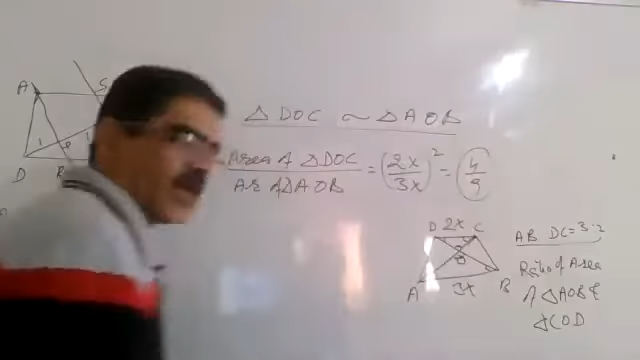 A S
1
D
△ DOC ~ △ AOB
Area of △ DOC / Ar of △ AOB = (2x/3x)² = (4/9)
D 2x C
O
A 3x B
AB DC = 3:2
Ratio of Area
of △AOB &
△COD